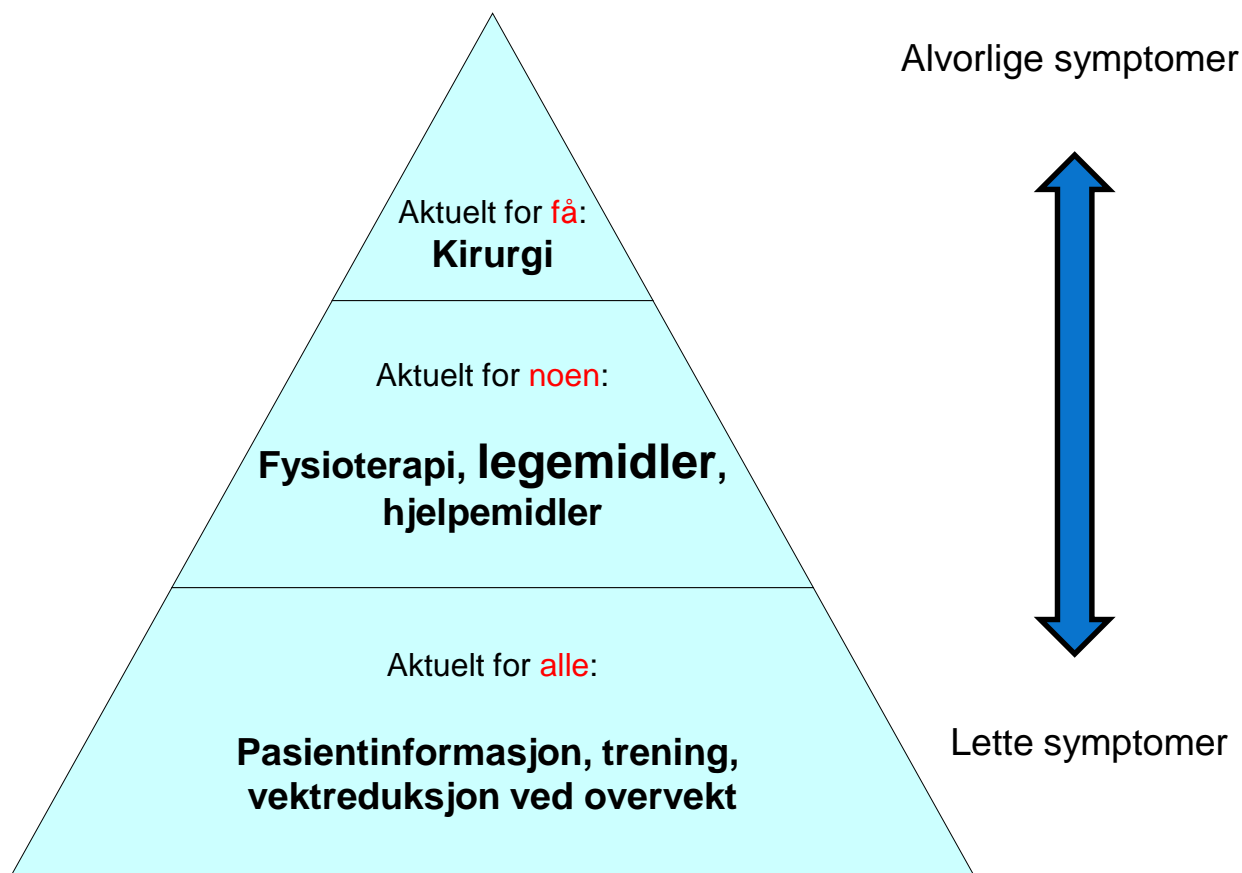 Alvorlige symptomer
Aktuelt for få:
Kirurgi
Aktuelt for noen:
Fysioterapi, legemidler,
hjelpemidler
Aktuelt for alle:
Pasientinformasjon, trening,
vektreduksjon ved overvekt
Lette symptomer